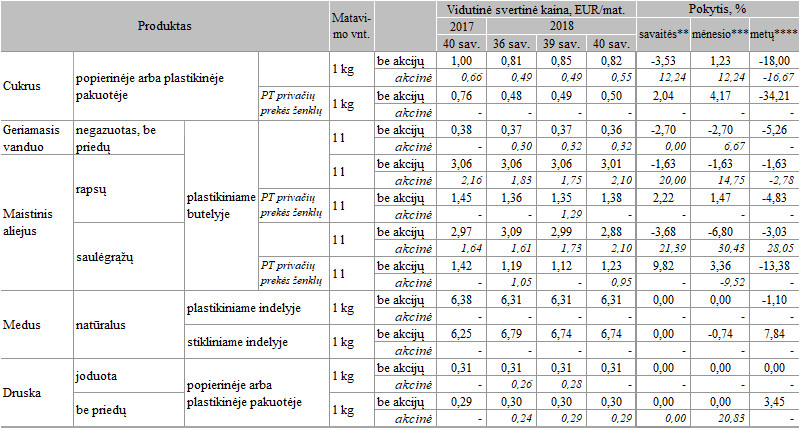 Produktas Matavi- mo vnt. Vidutinė svertinė kaina, EUR/mat. Pokytis, %
2017 2018 savaitės** mėnesio*** metų****
40 sav. 36 sav. 39 sav. 40 sav.
Cukrus popierinėje arba plastikinėje pakuotėje 1 kg be akcijų 1,00 0,81 0,85 0,82 -3,53 1,23 -18,00
akcinė 0,66 0,49 0,49 0,55 12,24 12,24 -16,67
PT privačių prekės ženklų 1 kg be akcijų 0,76 0,48 0,49 0,50 2,04 4,17 -34,21
akcinė - - - - - - -
Geriamasis vanduo negazuotas, be priedų plastikiniame butelyje 1 l be akcijų 0,38 0,37 0,37 0,36 -2,70 -2,70 -5,26
akcinė - 0,30 0,32 0,32 0,00 6,67 -
Maistinis aliejus rapsų 1 l be akcijų 3,06 3,06 3,06 3,01 -1,63 -1,63 -1,63
akcinė 2,16 1,83 1,75 2,10 20,00 14,75 -2,78
PT privačių prekės ženklų 1 l be akcijų 1,45 1,36 1,35 1,38 2,22 1,47 -4,83
akcinė - - 1,29 - - - -
saulėgrąžų 1 l be akcijų 2,97 3,09 2,99 2,88 -3,68 -6,80 -3,03
akcinė 1,64 1,61 1,73 2,10 21,39 30,43 28,05
PT privačių prekės ženklų 1 l be akcijų 1,42 1,19 1,12 1,23 9,82 3,36 -13,38
akcinė - 1,05 - 0,95 - -9,52 -
Medus natūralus plastikiniame indelyje 1 kg be akcijų 6,38 6,31 6,31 6,31 0,00 0,00 -1,10
akcinė - - - - - - -
stikliniame indelyje 1 kg be akcijų 6,25 6,79 6,74 6,74 0,00 -0,74 7,84
akcinė - - - - - - -
Druska joduota popierinėje arba plastikinėje pakuotėje 1 kg be akcijų 0,31 0,31 0,31 0,31 0,00 0,00 0,00
akcinė - 0,26 0,28 - - - -
be priedų 1 kg be akcijų 0,29 0,30 0,30 0,30 0,00 0,00 3,45
akcinė - 0,24 0,29 0,29 0,00 20,83 -